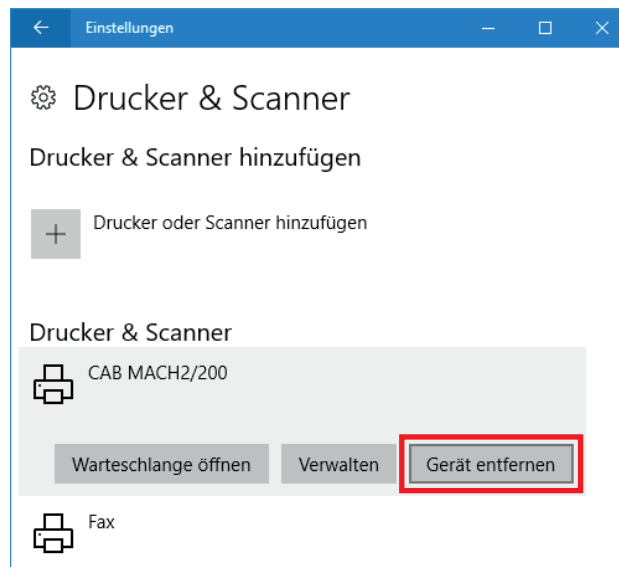 Einstellungen
Drucker & Scanner
Drucker & Scanner hinzufügen
Drucker oder Scanner hinzufügen
Drucker & Scanner
CAB MACH2/200
Warteschlange öffnen Verwalten Gerät entfernen
Fax